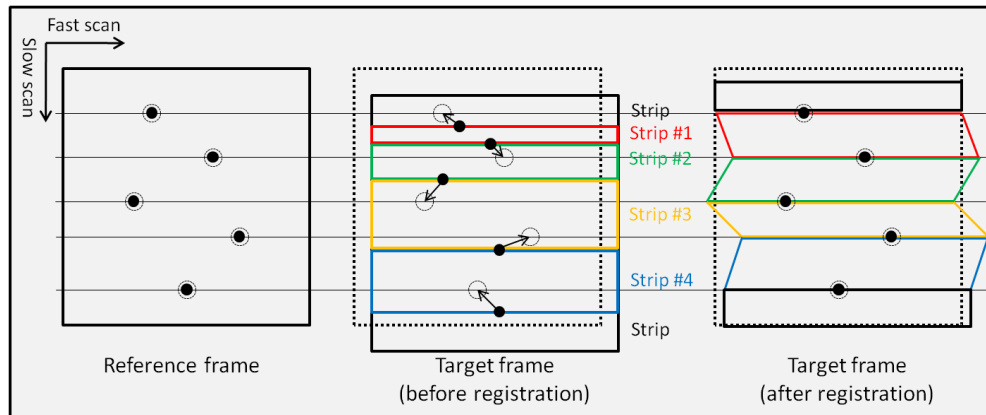 Fast scan
Slow scan
Strip
Strip #1
Strip #2
Strip #3
Strip #4
Strip
Reference frame
Target frame
(before registration)
Target frame
(after registration)